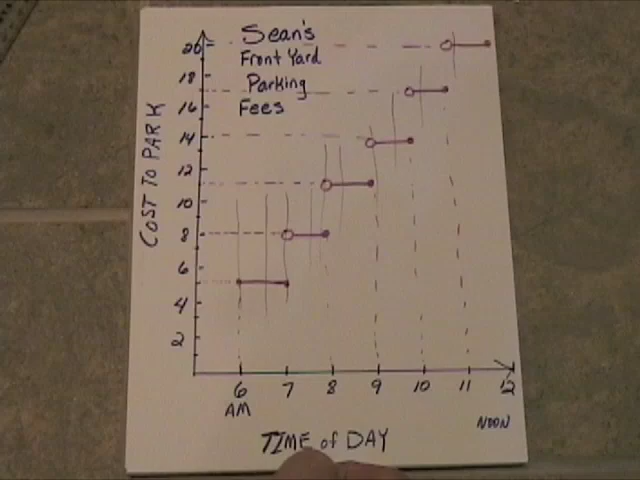 Sean's
Front Yard
Parking
Fees
COST TO PARK
20
18
16
14
12
10
8
6
4
2
6 7 8 9 10 11 12
AM
NOON
TIME of DAY